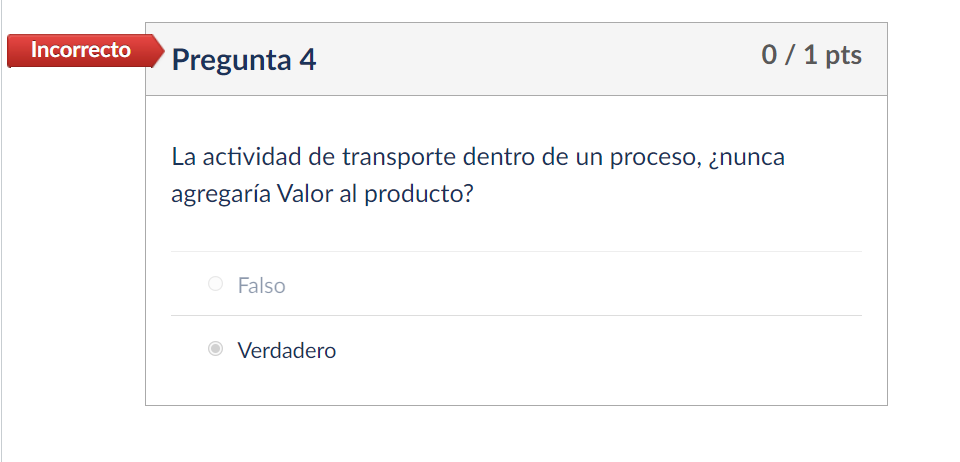 Incorrecto
Pregunta 4
0 / 1 pts
La actividad de transporte dentro de un proceso, ¿nunca
agregaría Valor al producto?
Falso
Verdadero